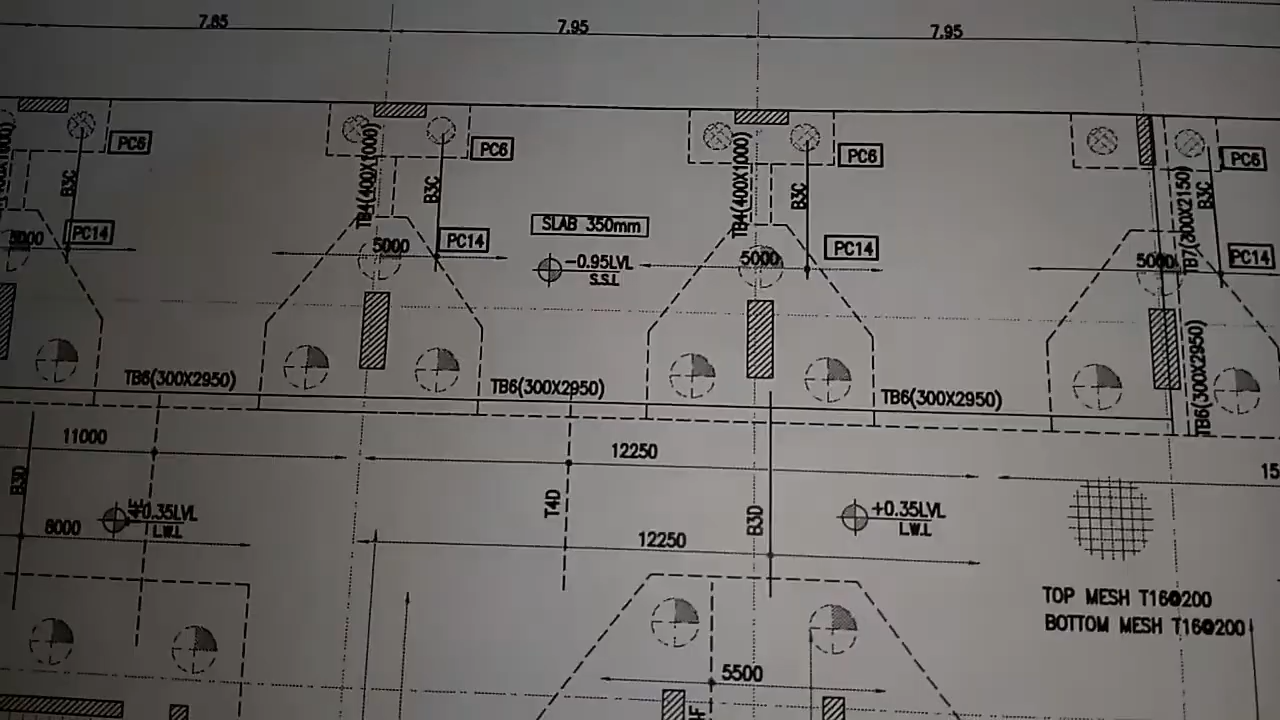 7.85
7.95
7.95
PC6
PC6
PC6
PC6
TB4(400X1000)
TB4(400X1000)
TB7(300X2150)
B3C
B3C
B3C
B3C
SLAB 350mm
PC14
PC14
PC14
PC14
5000
5000
5000
5000
-0.95LVL
S.S.L
TB6(300X2950)
TB6(300X2950)
TB6(300X2950)
TB6(300X2950)
11000
12250
15
B3D
T4D
B3D
+0.35LVL
L.W.L
+0.35LVL
L.W.L
8000
12250
TOP MESH T16@200
BOTTOM MESH T16@200
5500